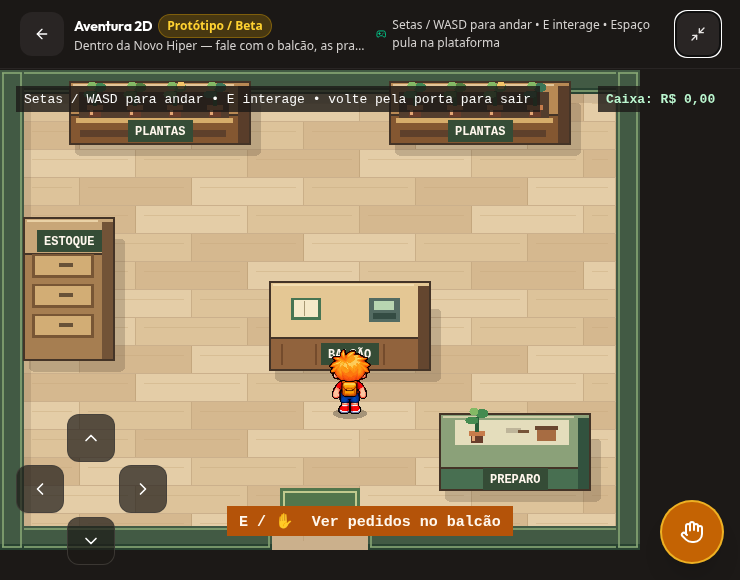 Aventura 2D Protótipo / Beta
Dentro da Novo Hiper — fale com o balcão, as pra...
Setas / WASD para andar • E interage • Espaço
pula na plataforma
Setas / WASD para andar • E interage • volte pela porta para sair
Caixa: R$ 0,00
PLANTAS
PLANTAS
ESTOQUE
BALCÃO
PREPARO
E / ✋ Ver pedidos no balcão